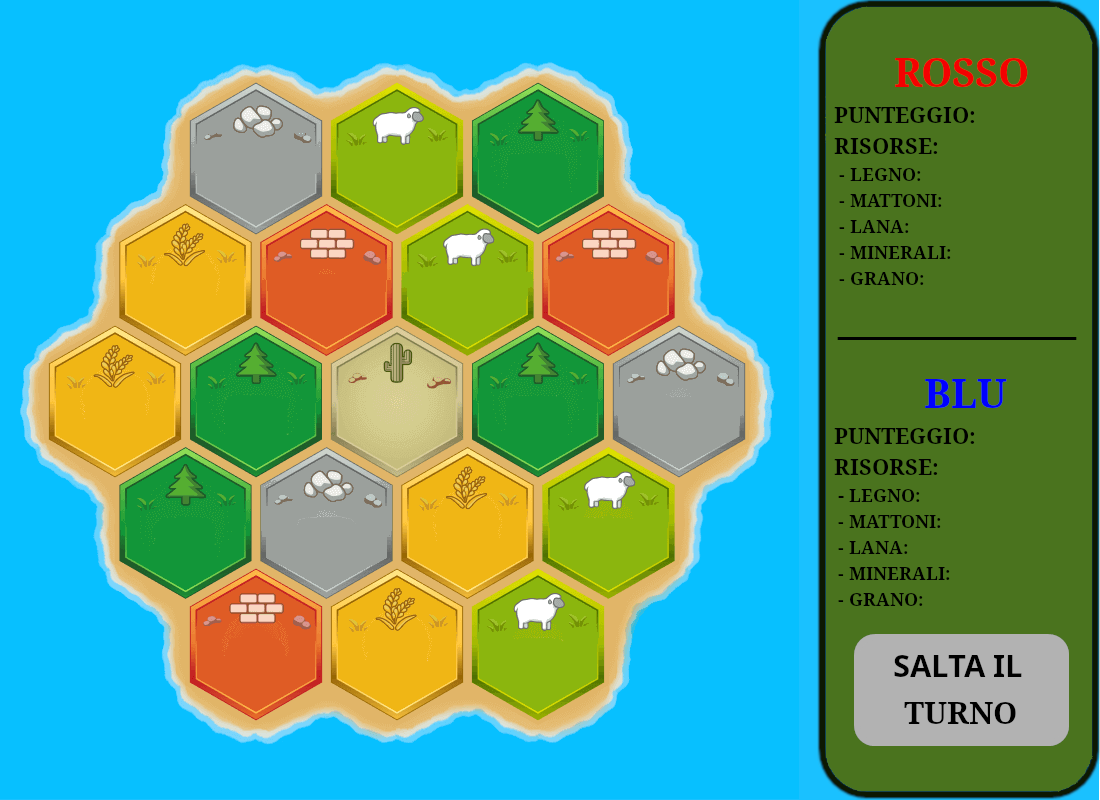 ROSSO
PUNTEGGIO:
RISORSE:
- LEGNO:
- MATTONI:
- LANA:
- MINERALI:
- GRANO:
BLU
PUNTEGGIO:
RISORSE:
- LEGNO:
- MATTONI:
- LANA:
- MINERALI:
- GRANO:
SALTA IL
TURNO